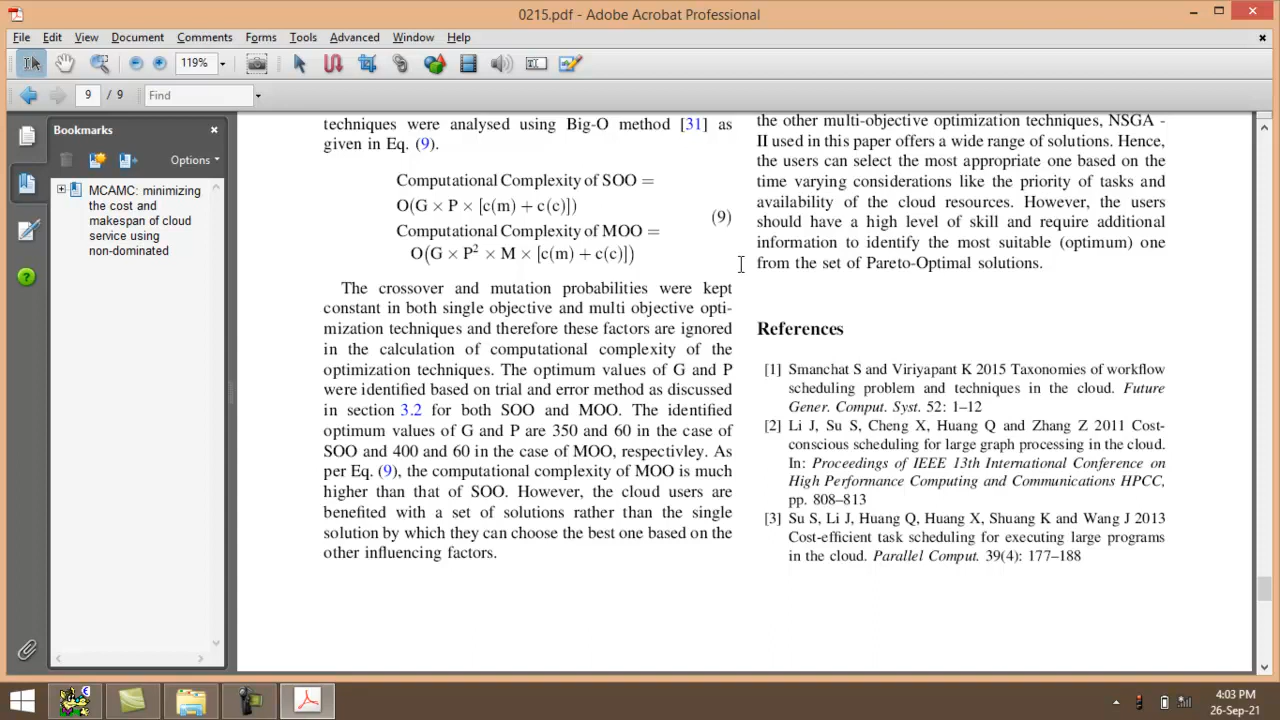 0215.pdf - Adobe Acrobat Professional
File Edit View Document Comments Forms Tools Advanced Window Help
119%
9 / 9 Find
Bookmarks
Options
MCAMC: minimizing
the cost and
makespan of cloud
service using
non-dominated
techniques were analysed using Big-O method [31] as
given in Eq. (9).
Computational Complexity of SOO =
O(G × P × [c(m) + c(c)])
Computational Complexity of MOO =
O(G × P² × M × [c(m) + c(c)])
(9)
The crossover and mutation probabilities were kept
constant in both single objective and multi objective opti-
mization techniques and therefore these factors are ignored
in the calculation of computational complexity of the
optimization techniques. The optimum values of G and P
were identified based on trial and error method as discussed
in section 3.2 for both SOO and MOO. The identified
optimum values of G and P are 350 and 60 in the case of
SOO and 400 and 60 in the case of MOO, respectivley. As
per Eq. (9), the computational complexity of MOO is much
higher than that of SOO. However, the cloud users are
benefited with a set of solutions rather than the single
solution by which they can choose the best one based on the
other influencing factors.
the other multi-objective optimization techniques, NSGA -
II used in this paper offers a wide range of solutions. Hence,
the users can select the most appropriate one based on the
time varying considerations like the priority of tasks and
availability of the cloud resources. However, the users
should have a high level of skill and require additional
information to identify the most suitable (optimum) one
from the set of Pareto-Optimal solutions.
References
[1] Smanchat S and Viriyapant K 2015 Taxonomies of workflow
scheduling problem and techniques in the cloud. Future
Gener. Comput. Syst. 52: 1–12
[2] Li J, Su S, Cheng X, Huang Q and Zhang Z 2011 Cost-
conscious scheduling for large graph processing in the cloud.
In: Proceedings of IEEE 13th International Conference on
High Performance Computing and Communications HPCC,
pp. 808–813
[3] Su S, Li J, Huang Q, Huang X, Shuang K and Wang J 2013
Cost-efficient task scheduling for executing large programs
in the cloud. Parallel Comput. 39(4): 177–188
4:03 PM
26-Sep-21